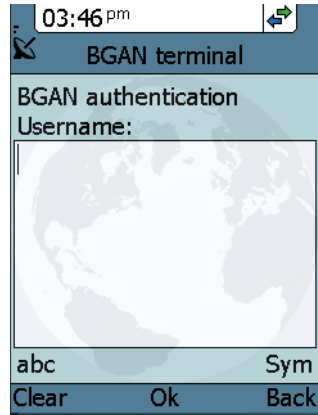 03:46 pm
BGAN terminal
BGAN authentication
Username:
abc Sym
Clear Ok Back